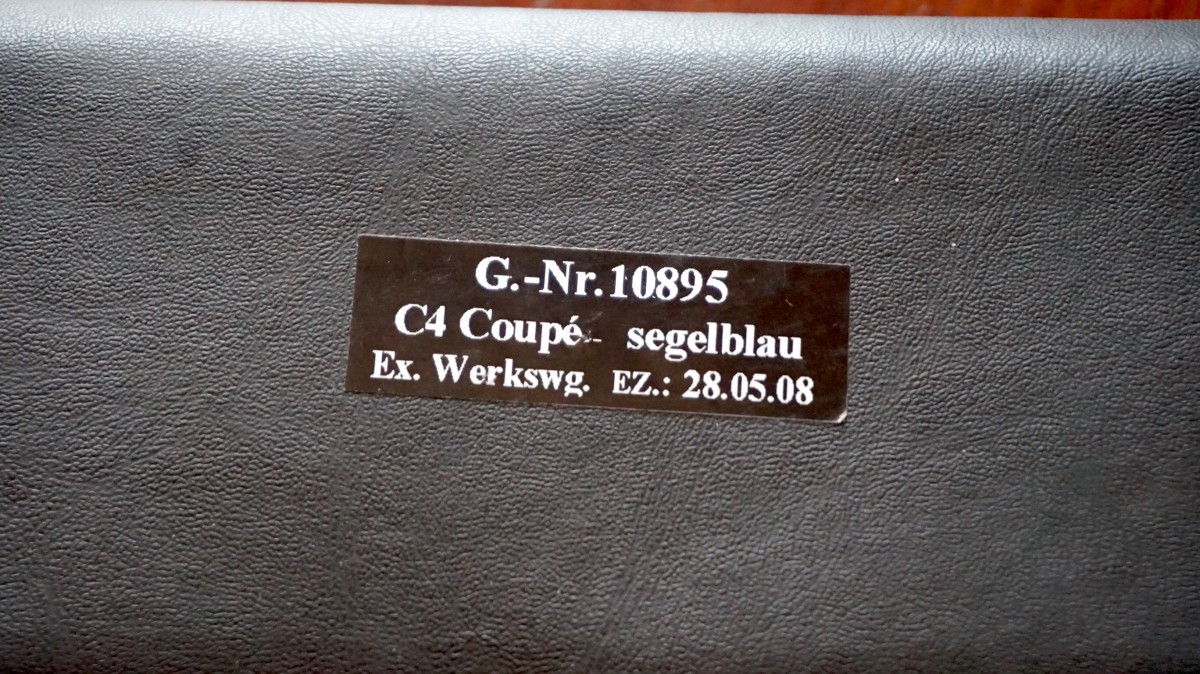 G.-Nr.10895
C4 Coupé - segelblau
Ex. Werkswg. EZ.: 28.05.08